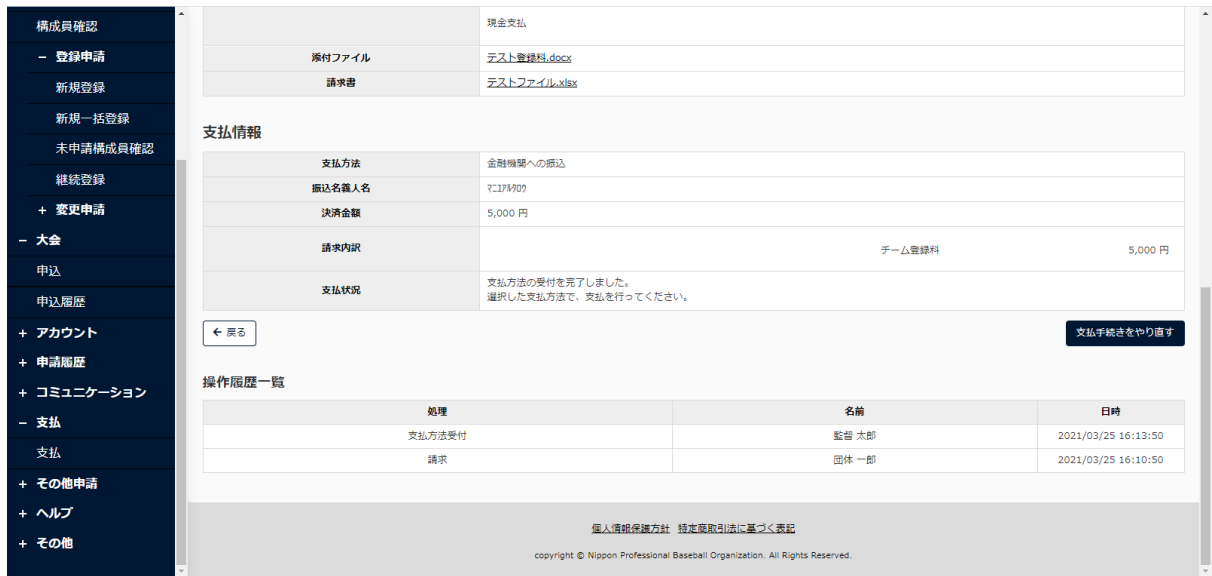 構成員確認
− 登録申請
新規登録
新規一括登録
未申請構成員確認
継続登録
+ 変更申請
− 大会
申込
申込履歴
+ アカウント
+ 申請履歴
+ コミュニケーション
− 支払
支払
+ その他申請
+ ヘルプ
+ その他
現金支払
添付ファイル テスト登録料.docx
請求書 テストファイル.xlsx
支払情報
支払方法 金融機関への振込
振込名義人名 ﾏﾆｭｱﾙﾀﾛｳ
決済金額 5,000 円
請求内訳 チーム登録料 5,000 円
支払状況 支払方法の受付を完了しました。
選択した支払方法で、支払を行ってください。
← 戻る 支払手続きをやり直す
操作履歴一覧
処理 名前 日時
支払方法受付 監督 太郎 2021/03/25 16:13:50
請求 団体 一郎 2021/03/25 16:10:50
個人情報保護方針 特定商取引法に基づく表記
copyright © Nippon Professional Baseball Organization. All Rights Reserved.